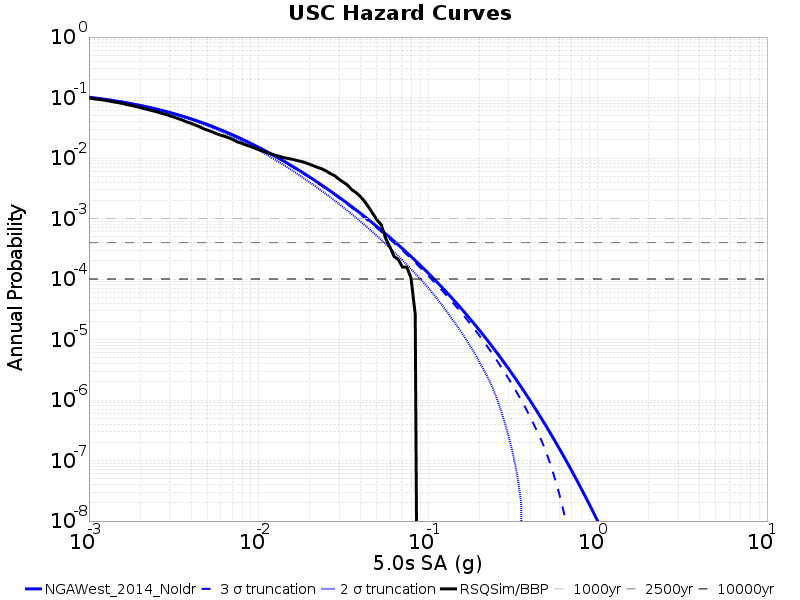 USC Hazard Curves
Annual Probability
10^0
10^-1
10^-2
10^-3
10^-4
10^-5
10^-6
10^-7
10^-8
10^-3 10^-2 10^-1 10^0 10^1
5.0s SA (g)
NGAWest_2014_NoIdr 3 σ truncation 2 σ truncation RSQSim/BBP 1000yr 2500yr 10000yr